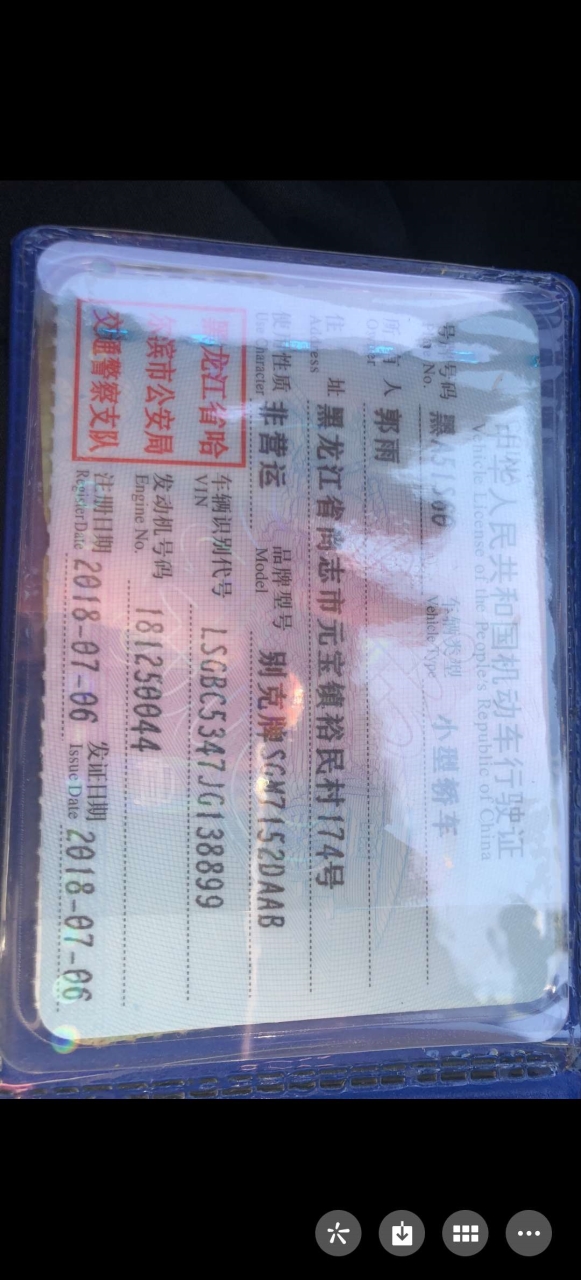 中华人民共和国机动车行驶证
Vehicle License of the People's Republic of China
号牌号码 车辆类型 小型轿车
Vehicle Type
所有人 郭雨
Owner
住址 黑龙江省尚志市元宝镇裕民村174号
Address
使用性质 非营运 品牌型号 别克牌SGM7152DAAB
Use Character Model
黑龙江省哈
尔滨市公安局
交通警察支队
车辆识别代号 LSGBC5347JG138899
VIN
发动机号码 181250044
Engine No.
注册日期 2018-07-06 发证日期 2018-07-06
Register Date Issue Date